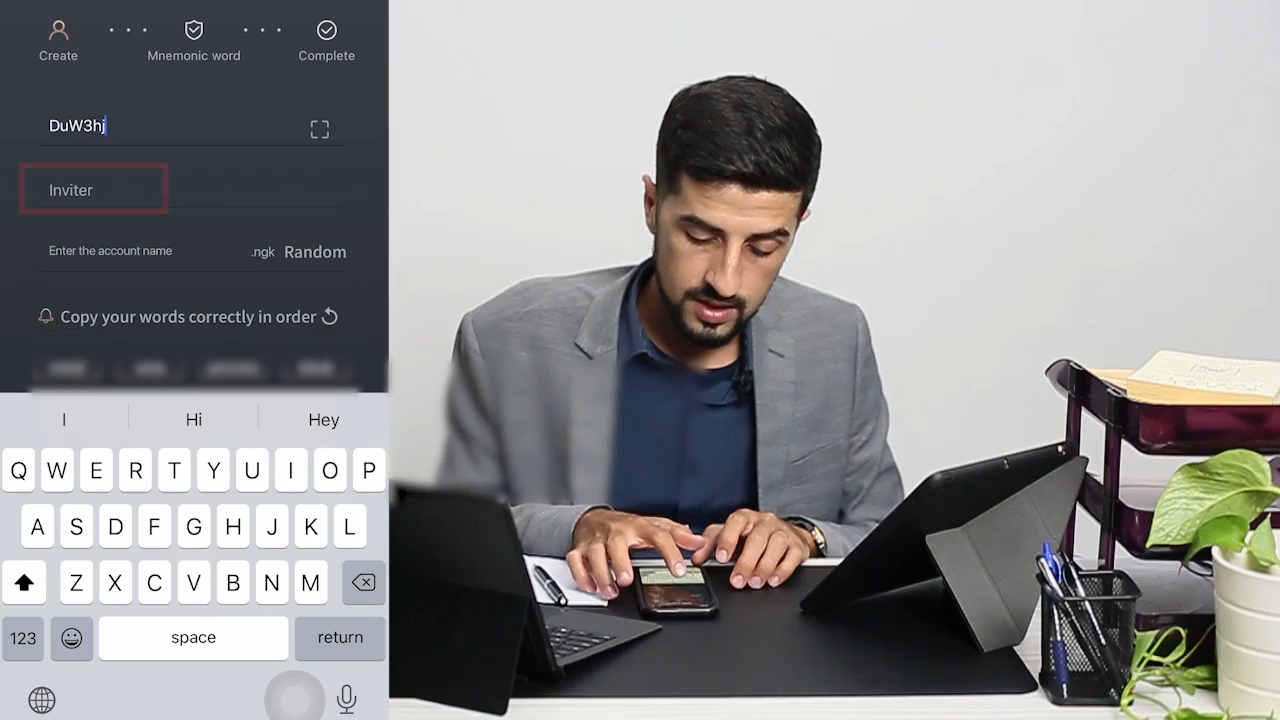 Create
Mnemonic word
Complete
DuW3hj
Inviter
Enter the account name
.ngk Random
Copy your words correctly in order
I Hi Hey
Q W E R T Y U I O P
A S D F G H J K L
Z X C V B N M
123 space return